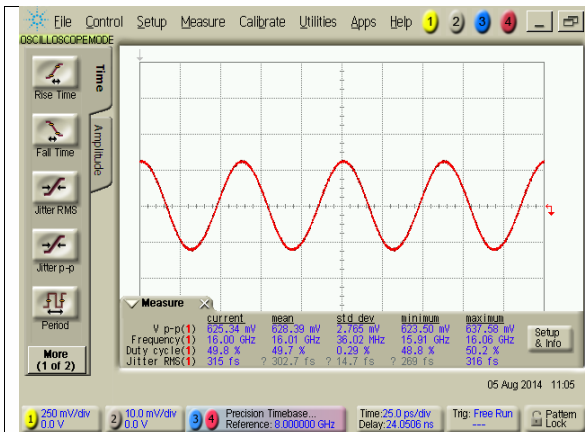 File Control Setup Measure Calibrate Utilities Apps Help 1 2 3 4
OSCILLOSCOPE MODE
Time
Amplitude
Rise Time
Fall Time
Jitter RMS
Jitter p-p
Period
More
(1 of 2)
Measure
current mean std dev minimum maximum
V p-p(1) 625.34 mV 628.39 mV 2.765 mV 623.50 mV 637.58 mV
Frequency(1) 16.00 GHz 16.01 GHz 36.02 MHz 15.91 GHz 16.06 GHz
Duty cycle(1) 49.8 % 49.7 % 0.29 % 48.8 % 50.2 %
Jitter RMS(1) 315 fs ? 302.7 fs ? 14.7 fs ? 269 fs 316 fs
Setup
& Info
05 Aug 2014 11:05
1 250 mV/div
0.0 V
2 10.0 mV/div
0.0 V
3 4 Precision Timebase...
Reference: 8.000000 GHz
Time:25.0 ps/div
Delay:24.0506 ns
Trig: Free Run
---
Pattern
Lock